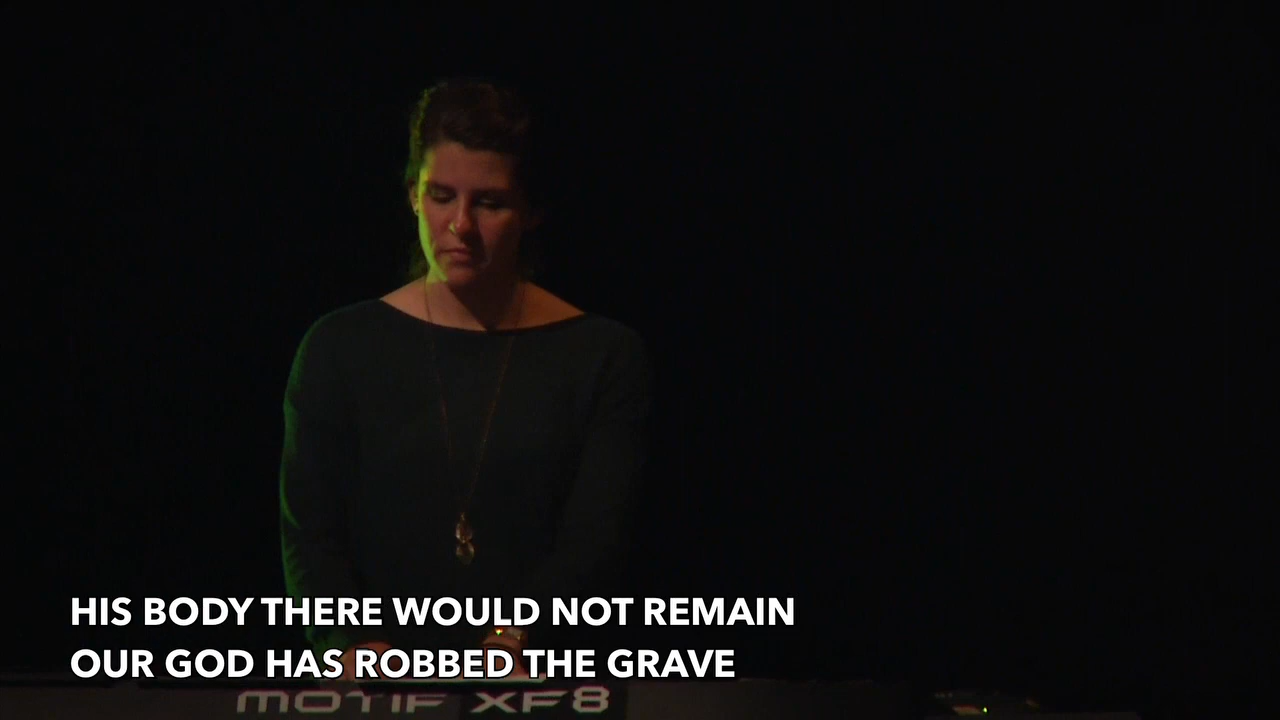 HIS BODY THERE WOULD NOT REMAIN
OUR GOD HAS ROBBED THE GRAVE
MOTIF XF8